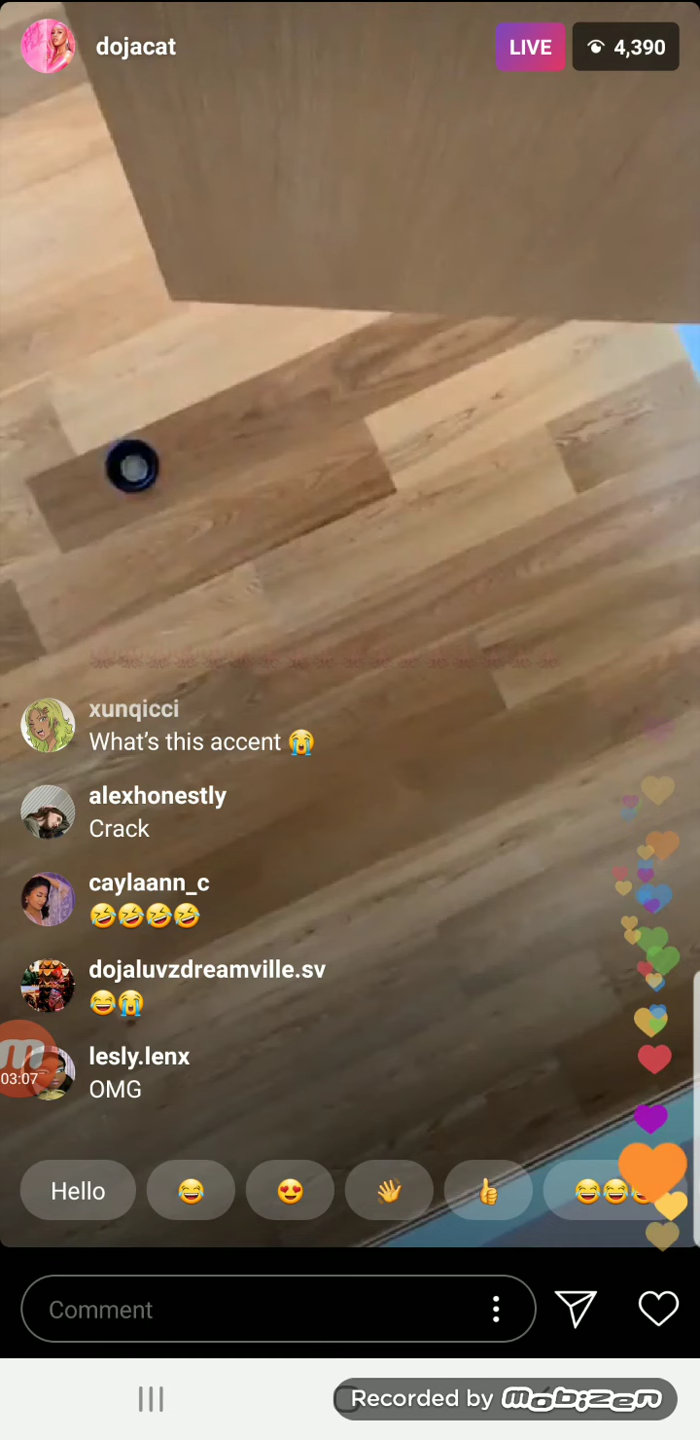 dojacat
LIVE
4,390
xunqicci
What's this accent 😭
alexhonestly
Crack
caylaann_c
🤣🤣🤣🤣
dojaluvzdreamville.sv
😂😭
lesly.lenx
OMG
03:07
Hello
😂
😍
👋
👍
😂😂😂
Comment
Recorded by mobizen